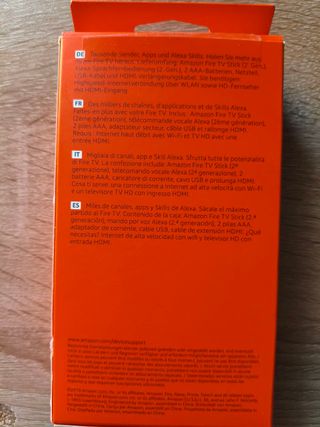 DE
Tausende Sender, Apps und Alexa Skills. Holen Sie mehr aus
Ihrem Fire TV heraus. Lieferumfang: Amazon Fire TV Stick (2. Gen.),
Alexa-Sprachfernbedienung (2. Gen.), 2 AAA-Batterien, Netzteil,
USB-Kabel und HDMI-Verlängerungskabel. Sie benötigen:
Highspeed-Internetverbindung über WLAN sowie HD-Fernseher
mit HDMI-Eingang
FR
Des milliers de chaînes, d'applications et de Skills Alexa.
Faites-en plus avec votre Fire TV. Inclus : Amazon Fire TV Stick
(2ème génération), télécommande vocale Alexa (2ème génération),
2 piles AAA, adaptateur secteur, câble USB et rallonge HDMI.
Requis : Internet haut débit avec Wi-Fi et TV HD avec une
entrée HDMI.
IT
Migliaia di canali, app e Skill Alexa. Sfrutta tutte le potenzialità
di Fire TV. La confezione include: Amazon Fire TV Stick (2ª
generazione), telecomando vocale Alexa (2ª generazione), 2
batterie AAA, caricatore di corrente, cavo USB e prolunga HDMI.
Cosa ti serve: una connessione a internet ad alta velocità con Wi-Fi
e un televisore TV HD con ingresso HDMI.
ES
Miles de canales, apps y Skills de Alexa. Sácale el máximo
partido al Fire TV. Contenido de la caja: Amazon Fire TV Stick (2.ª
generación), mando por voz Alexa (2.ª generación), 2 pilas AAA,
adaptador de corriente, cable USB, cable de extensión HDMI. ¿Qué
necesitas? Internet de alta velocidad con wifi y televisor HD con
entrada HDMI.
www.amazon.com/devicesupport